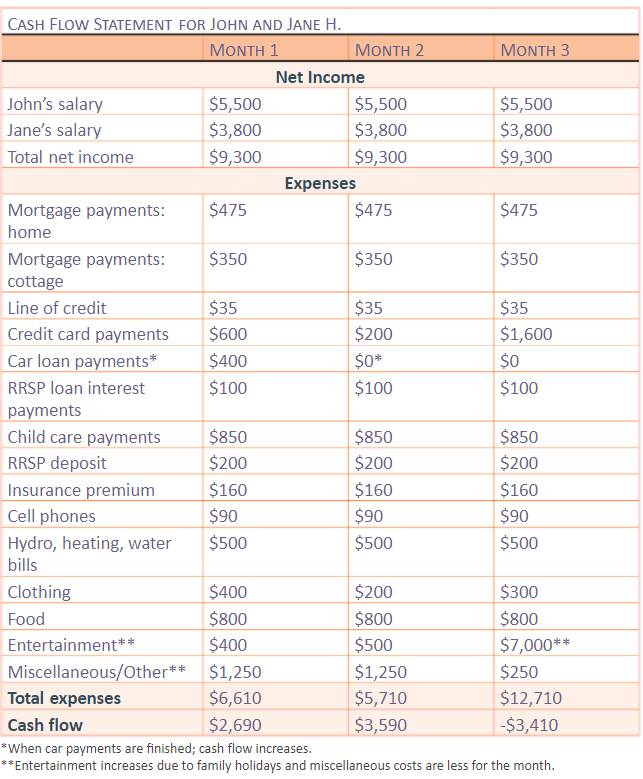 CASH FLOW STATEMENT FOR JOHN AND JANE H.
MONTH 1 MONTH 2 MONTH 3
Net Income
John's salary $5,500 $5,500 $5,500
Jane's salary $3,800 $3,800 $3,800
Total net income $9,300 $9,300 $9,300
Expenses
Mortgage payments: $475 $475 $475
home
Mortgage payments: $350 $350 $350
cottage
Line of credit $35 $35 $35
Credit card payments $600 $200 $1,600
Car loan payments* $400 $0* $0
RRSP loan interest $100 $100 $100
payments
Child care payments $850 $850 $850
RRSP deposit $200 $200 $200
Insurance premium $160 $160 $160
Cell phones $90 $90 $90
Hydro, heating, water $500 $500 $500
bills
Clothing $400 $200 $300
Food $800 $800 $800
Entertainment** $400 $500 $7,000**
Miscellaneous/Other** $1,250 $1,250 $250
Total expenses $6,610 $5,710 $12,710
Cash flow $2,690 $3,590 -$3,410
*When car payments are finished; cash flow increases.
**Entertainment increases due to family holidays and miscellaneous costs are less for the month.